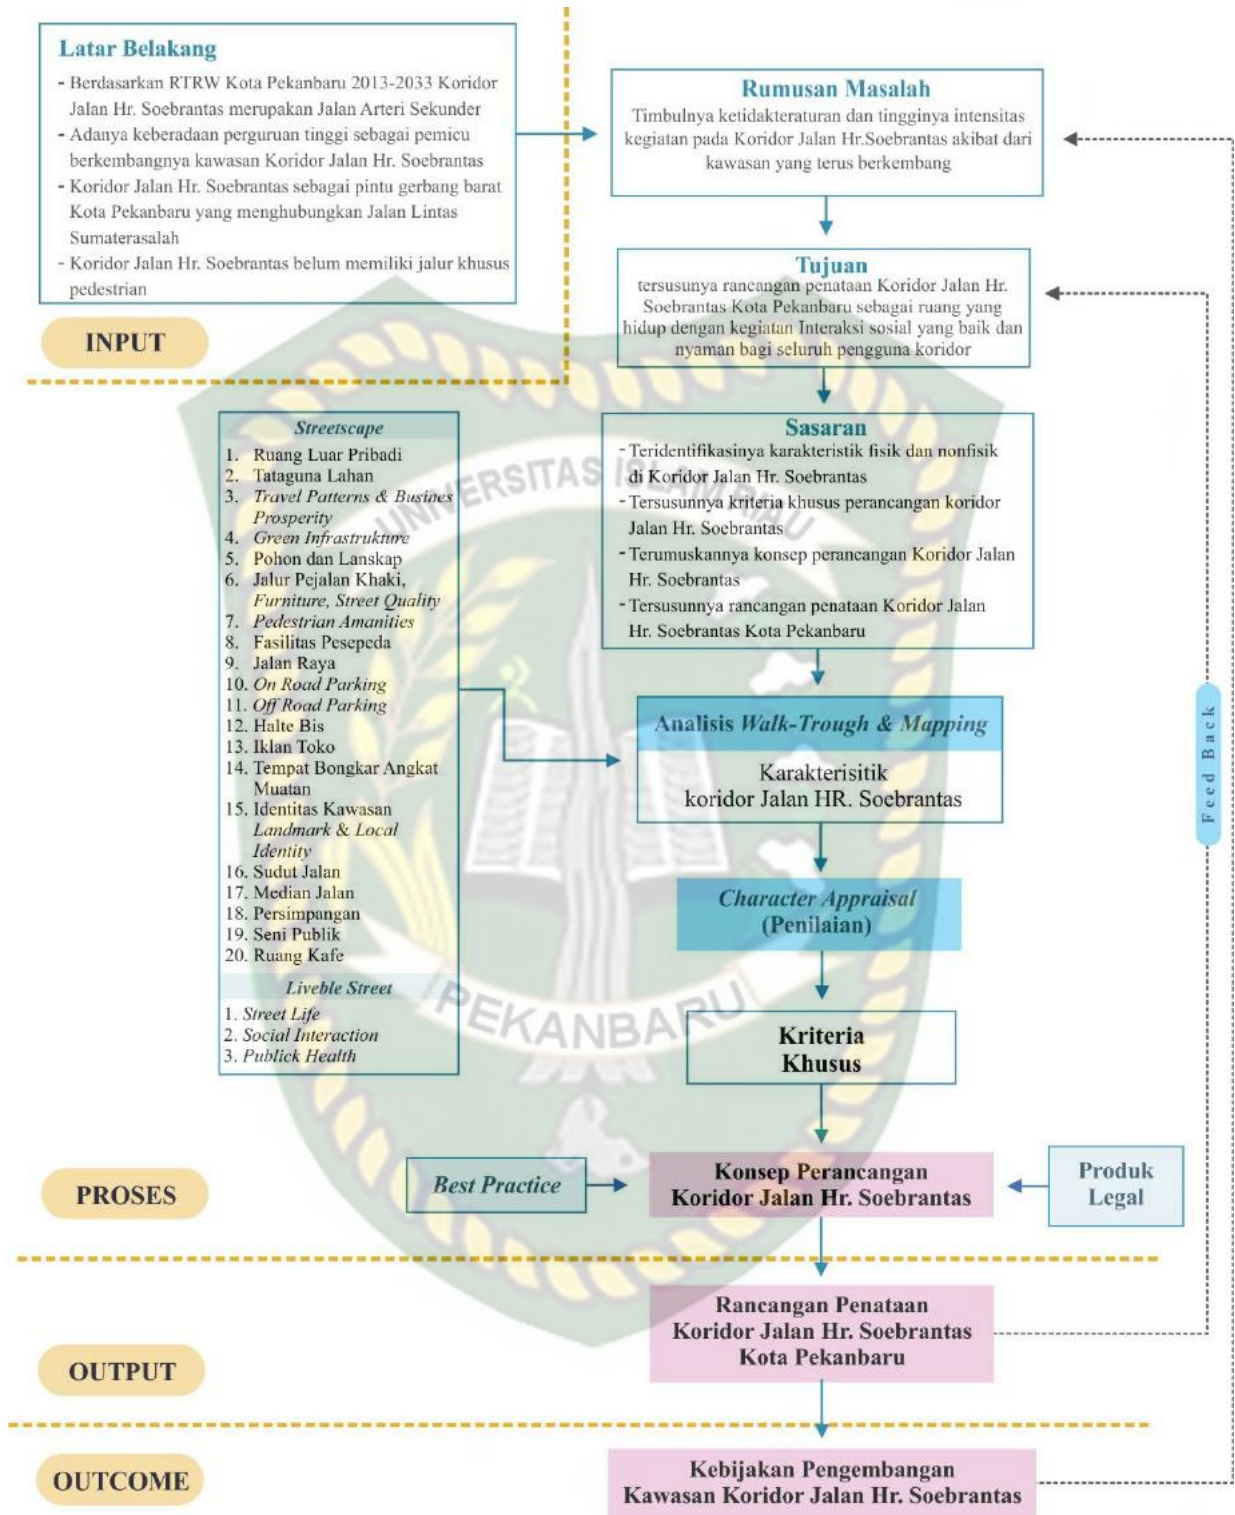 Latar Belakang
- Berdasarkan RTRW Kota Pekanbaru 2013-2033 Koridor
Jalan Hr. Soebrantas merupakan Jalan Arteri Sekunder
- Adanya keberadaan perguruan tinggi sebagai pemicu
berkembangnya kawasan Koridor Jalan Hr. Soebrantas
- Koridor Jalan Hr. Soebrantas sebagai pintu gerbang barat
Kota Pekanbaru yang menghubungkan Jalan Lintas
Sumaterasalah
- Koridor Jalan Hr. Soebrantas belum memiliki jalur khusus
pedestrian
INPUT
Rumusan Masalah
Timbulnya ketidakteraturan dan tingginya intensitas
kegiatan pada Koridor Jalan Hr.Soebrantas akibat dari
kawasan yang terus berkembang
Tujuan
tersusunya rancangan penataan Koridor Jalan Hr.
Soebrantas Kota Pekanbaru sebagai ruang yang
hidup dengan kegiatan Interaksi sosial yang baik dan
nyaman bagi seluruh pengguna koridor
Sasaran
- Teridentifikasinya karakteristik fisik dan nonfisik
di Koridor Jalan Hr. Soebrantas
- Tersusunnya kriteria khusus perancangan koridor
Jalan Hr. Soebrantas
- Terumuskannya konsep perancangan Koridor Jalan
Hr. Soebrantas
- Tersusunnya rancangan penataan Koridor Jalan
Hr. Soebrantas Kota Pekanbaru
Streetscape
1. Ruang Luar Pribadi
2. Tataguna Lahan
3. Travel Patterns & Busines
Prosperity
4. Green Infrastrukture
5. Pohon dan Lanskap
6. Jalur Pejalan Khaki,
Furniture, Street Quality
7. Pedestrian Amanities
8. Fasilitas Pesepeda
9. Jalan Raya
10. On Road Parking
11. Off Road Parking
12. Halte Bis
13. Iklan Toko
14. Tempat Bongkar Angkat
Muatan
15. Identitas Kawasan
Landmark & Local
Identity
16. Sudut Jalan
17. Median Jalan
18. Persimpangan
19. Seni Publik
20. Ruang Kafe
Liveble Street
1. Street Life
2. Social Interaction
3. Publick Health
Analisis Walk-Trough & Mapping
Karakterisitik
koridor Jalan HR. Soebrantas
Character Appraisal
(Penilaian)
Kriteria
Khusus
PROSES
Best Practice
Konsep Perancangan
Koridor Jalan Hr. Soebrantas
Produk
Legal
Feed Back
OUTPUT
Rancangan Penataan
Koridor Jalan Hr. Soebrantas
Kota Pekanbaru
OUTCOME
Kebijakan Pengembangan
Kawasan Koridor Jalan Hr. Soebrantas
UNIVERSITAS ISLAM RIAU
PEKANBARU